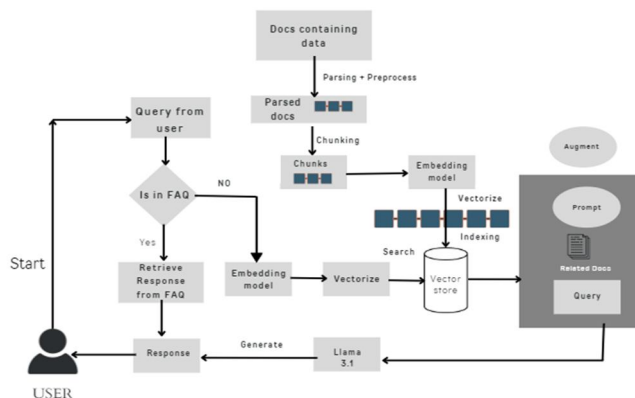 Docs containing
data
Parsing + Preprocess
Parsed
docs
Chunking
Chunks
Embedding
model
Vectorize
Indexing
Query from
user
Is in FAQ
NO
Yes
Retrieve
Response
from FAQ
Embedding
model
Vectorize
Search
Vector
store
Augment
Prompt
Related Docs
Query
Start
Response
Generate
Llama
3.1
USER